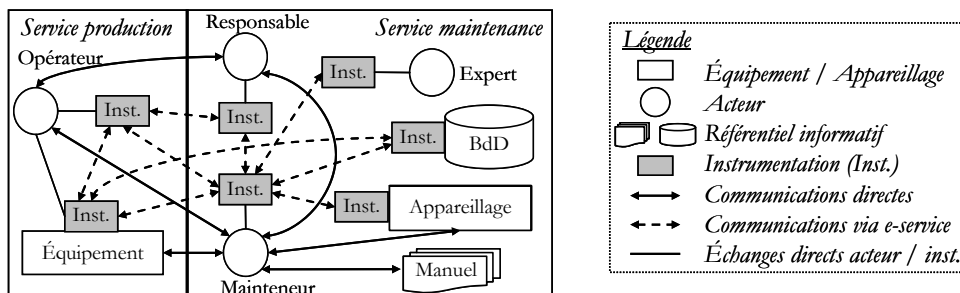 Service production
Responsable
Service maintenance
Opérateur
Inst.
Expert
Inst.
Inst.
Inst.
BdD
Inst.
Inst.
Inst.
Appareillage
Équipement
Manuel
Mainteneur
Légende
Équipement / Appareillage
Acteur
Référentiel informatif
Instrumentation (Inst.)
Communications directes
Communications via e-service
Échanges directs acteur / inst.